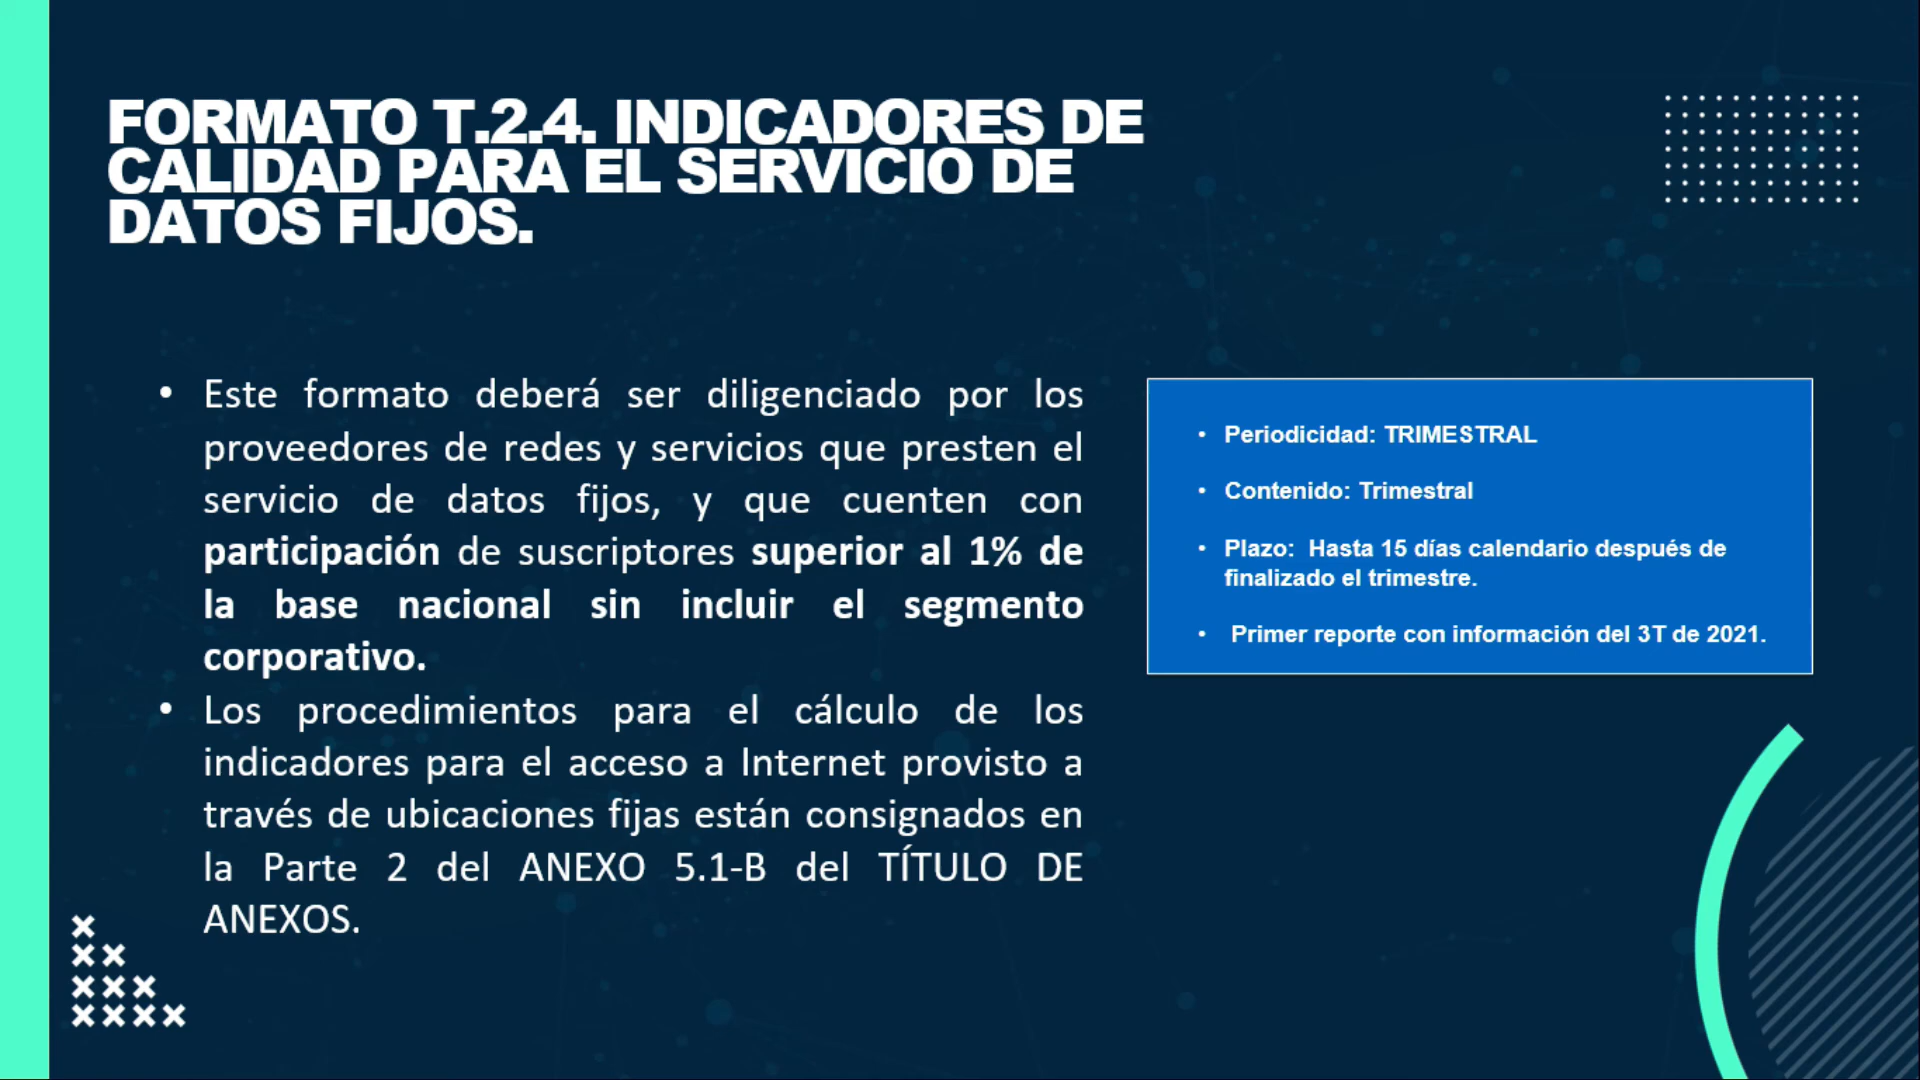 FORMATO T.2.4. INDICADORES DE
CALIDAD PARA EL SERVICIO DE
DATOS FIJOS.
• Este formato deberá ser diligenciado por los
proveedores de redes y servicios que presten el
servicio de datos fijos, y que cuenten con
participación de suscriptores superior al 1% de
la base nacional sin incluir el segmento
corporativo.
• Los procedimientos para el cálculo de los
indicadores para el acceso a Internet provisto a
través de ubicaciones fijas están consignados en
la Parte 2 del ANEXO 5.1-B del TÍTULO DE
ANEXOS.
• Periodicidad: TRIMESTRAL
• Contenido: Trimestral
• Plazo: Hasta 15 días calendario después de
finalizado el trimestre.
• Primer reporte con información del 3T de 2021.